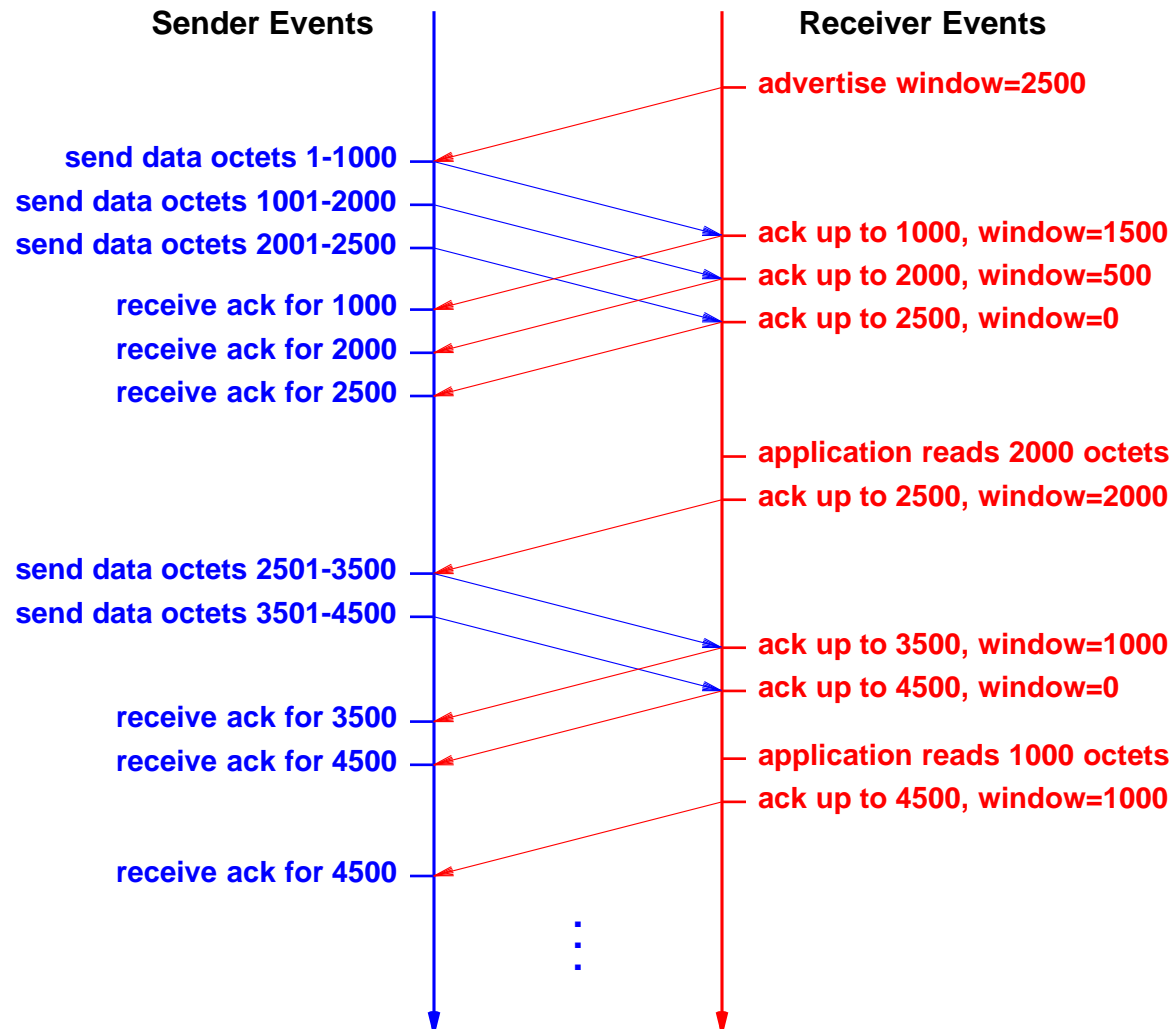 Sender Events
Receiver Events
advertise window=2500
send data octets 1-1000
send data octets 1001-2000
send data octets 2001-2500
ack up to 1000, window=1500
ack up to 2000, window=500
ack up to 2500, window=0
receive ack for 1000
receive ack for 2000
receive ack for 2500
application reads 2000 octets
ack up to 2500, window=2000
send data octets 2501-3500
send data octets 3501-4500
ack up to 3500, window=1000
ack up to 4500, window=0
receive ack for 3500
receive ack for 4500
application reads 1000 octets
ack up to 4500, window=1000
receive ack for 4500